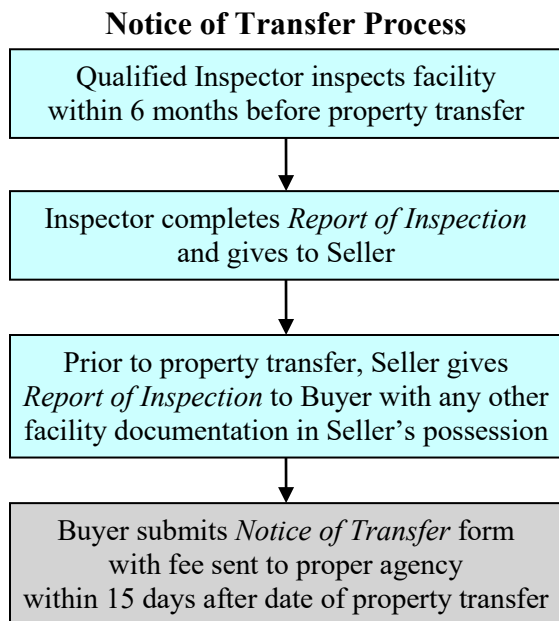 Notice of Transfer Process
Qualified Inspector inspects facility
within 6 months before property transfer
Inspector completes Report of Inspection
and gives to Seller
Prior to property transfer, Seller gives
Report of Inspection to Buyer with any other
facility documentation in Seller’s possession
Buyer submits Notice of Transfer form
with fee sent to proper agency
within 15 days after date of property transfer